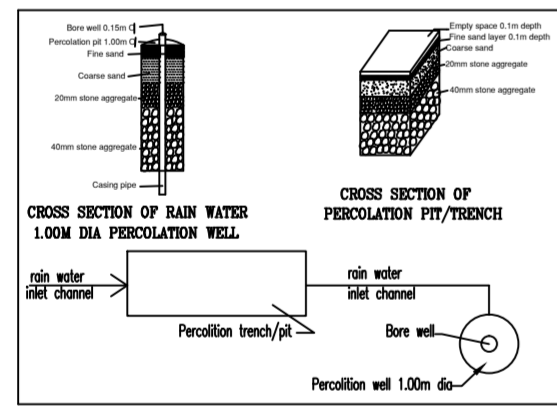 Bore well 0.15m
Percolation pit 1.00m
Fine sand
Coarse sand
20mm stone aggregate
40mm stone aggregate
Casing pipe
CROSS SECTION OF RAIN WATER
1.00M DIA PERCOLATION WELL
Empty space 0.1m depth
Fine sand layer 0.1m depth
Coarse sand
20mm stone aggregate
40mm stone aggregate
CROSS SECTION OF
PERCOLATION PIT/TRENCH
rain water
inlet channel
Percolition trench/pit
rain water
inlet channel
Bore well
Percolition well 1.00m dia